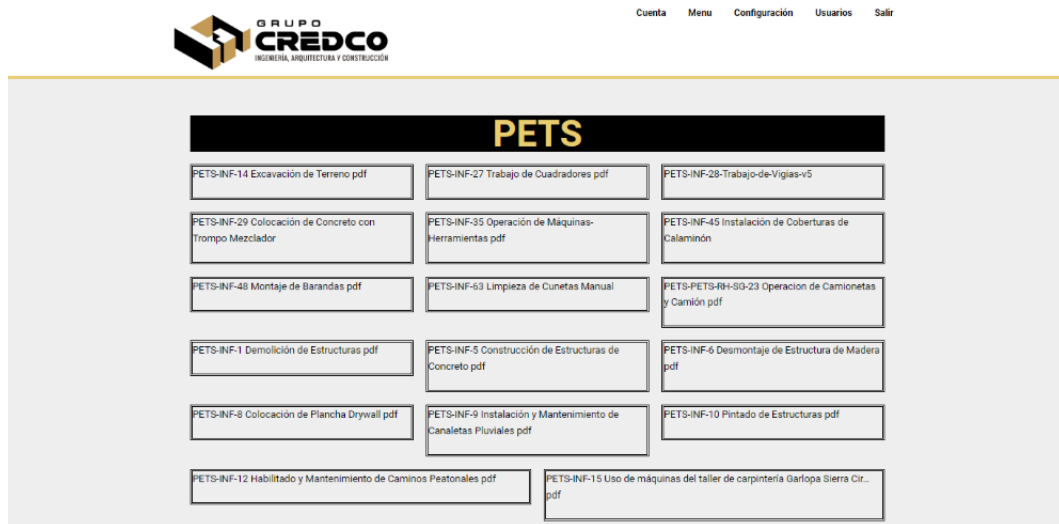 Cuenta Menu Configuración Usuarios Salir
GRUPO
CREDCO
INGENIERÍA, ARQUITECTURA Y CONSTRUCCIÓN
PETS
PETS-INF-14 Excavación de Terreno pdf
PETS-INF-27 Trabajo de Cuadradores pdf
PETS-INF-28-Trabajo-de-Vigias-v5
PETS-INF-29 Colocación de Concreto con
Trompo Mezclador
PETS-INF-35 Operación de Máquinas-
Herramientas pdf
PETS-INF-45 Instalación de Coberturas de
Calaminón
PETS-INF-48 Montaje de Barandas pdf
PETS-INF-63 Limpieza de Cunetas Manual
PETS-PETS-RH-SG-23 Operacion de Camionetas
y Camión pdf
PETS-INF-1 Demolición de Estructuras pdf
PETS-INF-5 Construcción de Estructuras de
Concreto pdf
PETS-INF-6 Desmontaje de Estructura de Madera
pdf
PETS-INF-8 Colocación de Plancha Drywall pdf
PETS-INF-9 Instalación y Mantenimiento de
Canaletas Pluviales pdf
PETS-INF-10 Pintado de Estructuras pdf
PETS-INF-12 Habilitado y Mantenimiento de Caminos Peatonales pdf
PETS-INF-15 Uso de máquinas del taller de carpintería Garlopa Sierra Cir...
pdf